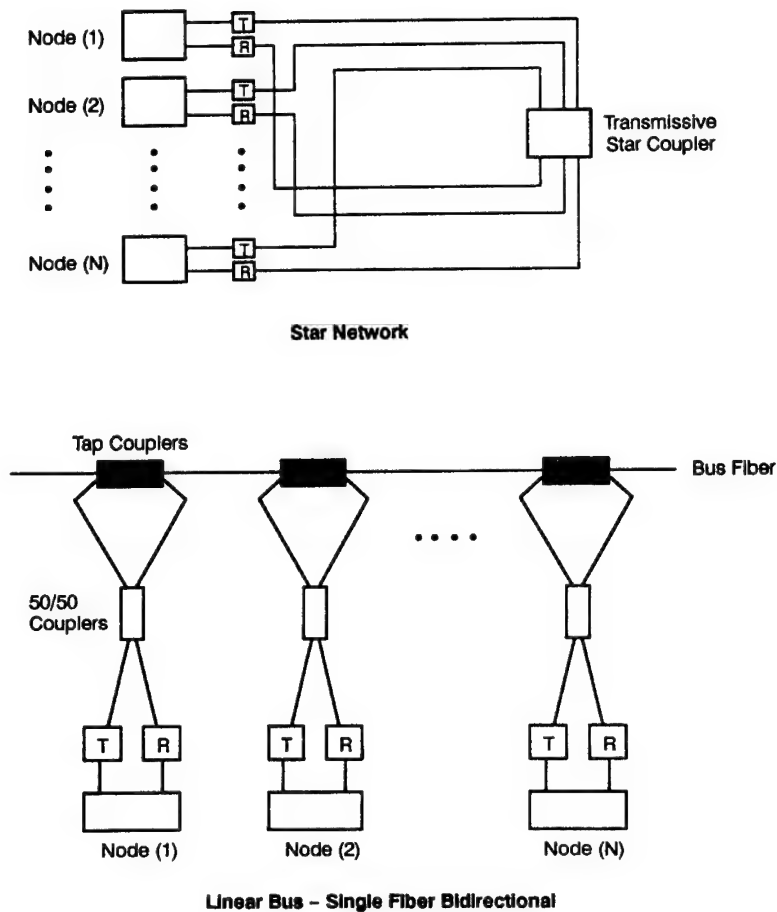 Node (1)
T
R
Node (2)
T
R
Transmissive
Star Coupler
Node (N)
T
R
Star Network
Tap Couplers
Bus Fiber
50/50
Couplers
T R
T R
T R
Node (1)
Node (2)
Node (N)
Linear Bus – Single Fiber Bidirectional